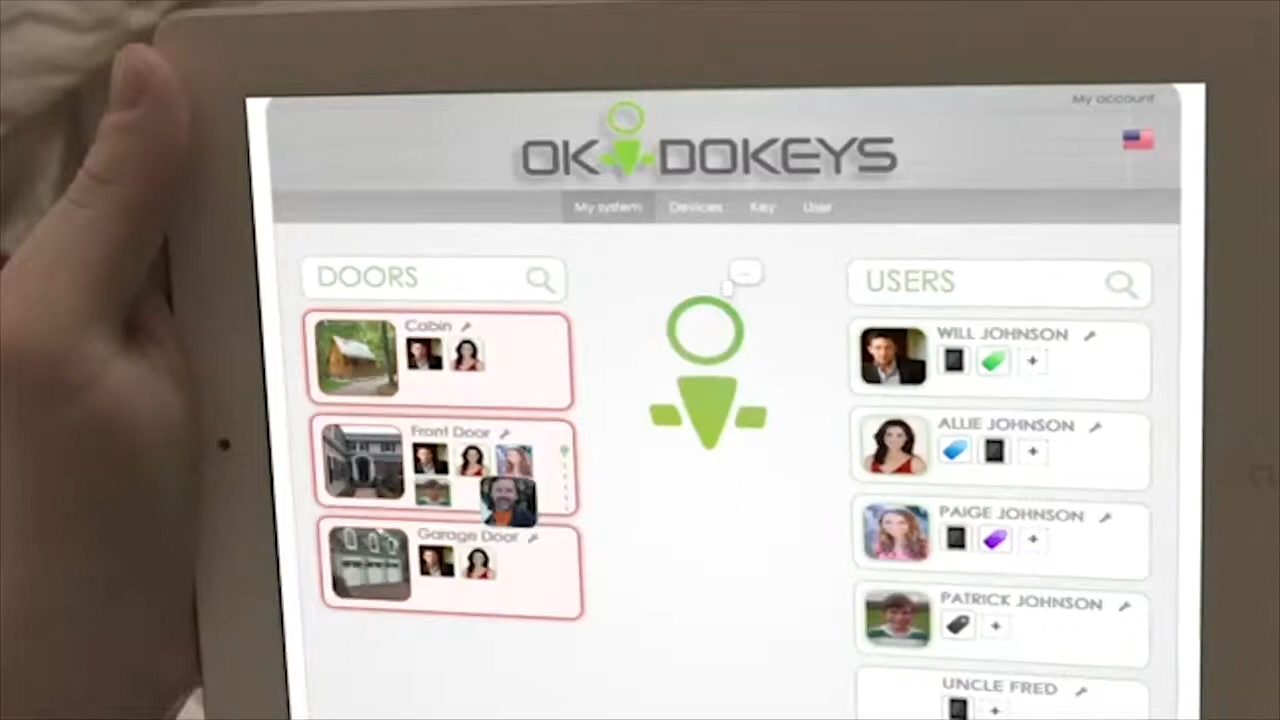 My account
OK DOKEYS
My system Devices Key User
DOORS
Cabin
Front Door
Garage Door
USERS
WILL JOHNSON
+
ALLIE JOHNSON
+
PAIGE JOHNSON
+
PATRICK JOHNSON
+
UNCLE FRED
+